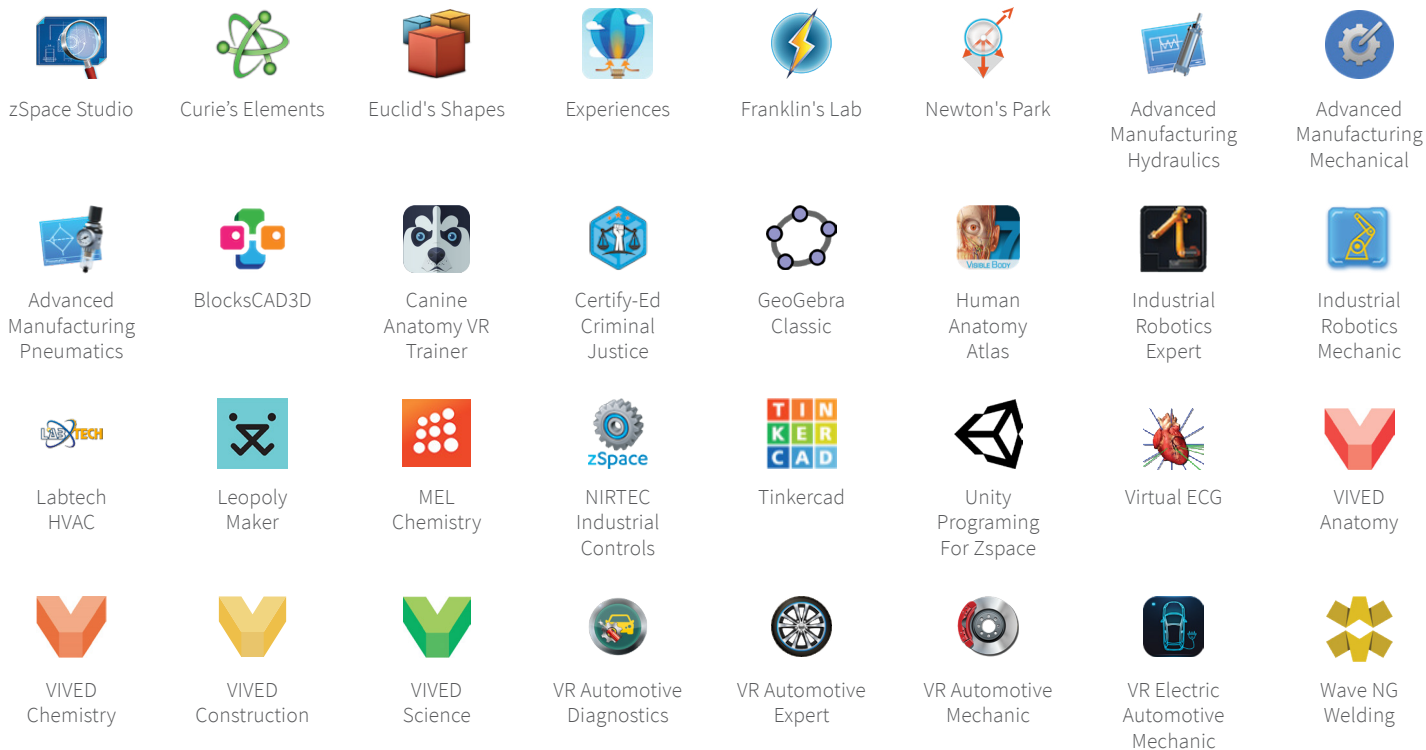 zSpace Studio
Curie’s Elements
Euclid's Shapes
Experiences
Franklin's Lab
Newton's Park
Advanced
Manufacturing
Hydraulics
Advanced
Manufacturing
Mechanical
7
VISIBLE BODY
Advanced
Manufacturing
Pneumatics
BlocksCAD3D
Canine
Anatomy VR
Trainer
Certify-Ed
Criminal
Justice
GeoGebra
Classic
Human
Anatomy
Atlas
Industrial
Robotics
Expert
Industrial
Robotics
Mechanic
LABTECH
zSpace
TIN
KER
CAD
Labtech
HVAC
Leopoly
Maker
MEL
Chemistry
NIRTEC
Industrial
Controls
Tinkercad
Unity
Programing
For Zspace
Virtual ECG
VIVED
Anatomy
VIVED
Chemistry
VIVED
Construction
VIVED
Science
VR Automotive
Diagnostics
VR Automotive
Expert
VR Automotive
Mechanic
VR Electric
Automotive
Mechanic
Wave NG
Welding